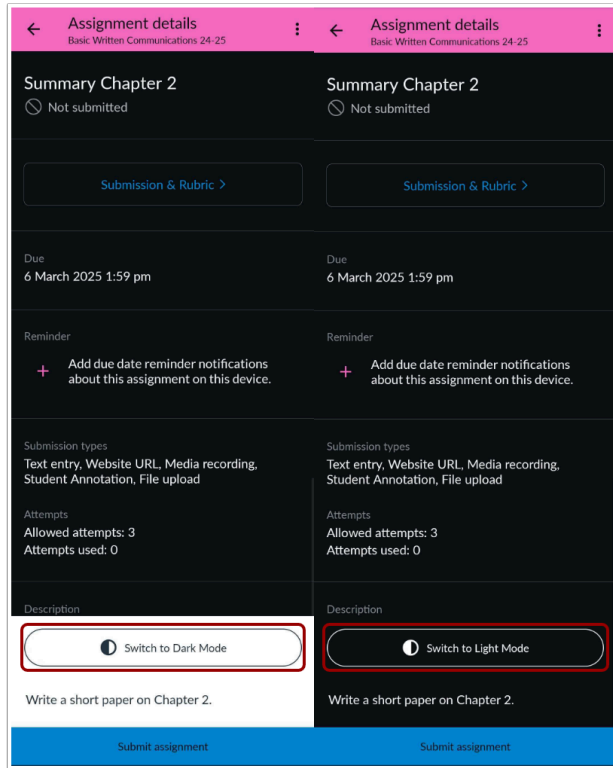 Assignment details
Basic Written Communications 24-25
Summary Chapter 2
Not submitted
Submission & Rubric >
Due
6 March 2025 1:59 pm
Reminder
+ Add due date reminder notifications
about this assignment on this device.
Submission types
Text entry, Website URL, Media recording,
Student Annotation, File upload
Attempts
Allowed attempts: 3
Attempts used: 0
Description
Switch to Dark Mode
Write a short paper on Chapter 2.
Submit assignment
Assignment details
Basic Written Communications 24-25
Summary Chapter 2
Not submitted
Submission & Rubric >
Due
6 March 2025 1:59 pm
Reminder
+ Add due date reminder notifications
about this assignment on this device.
Submission types
Text entry, Website URL, Media recording,
Student Annotation, File upload
Attempts
Allowed attempts: 3
Attempts used: 0
Description
Switch to Light Mode
Write a short paper on Chapter 2.
Submit assignment